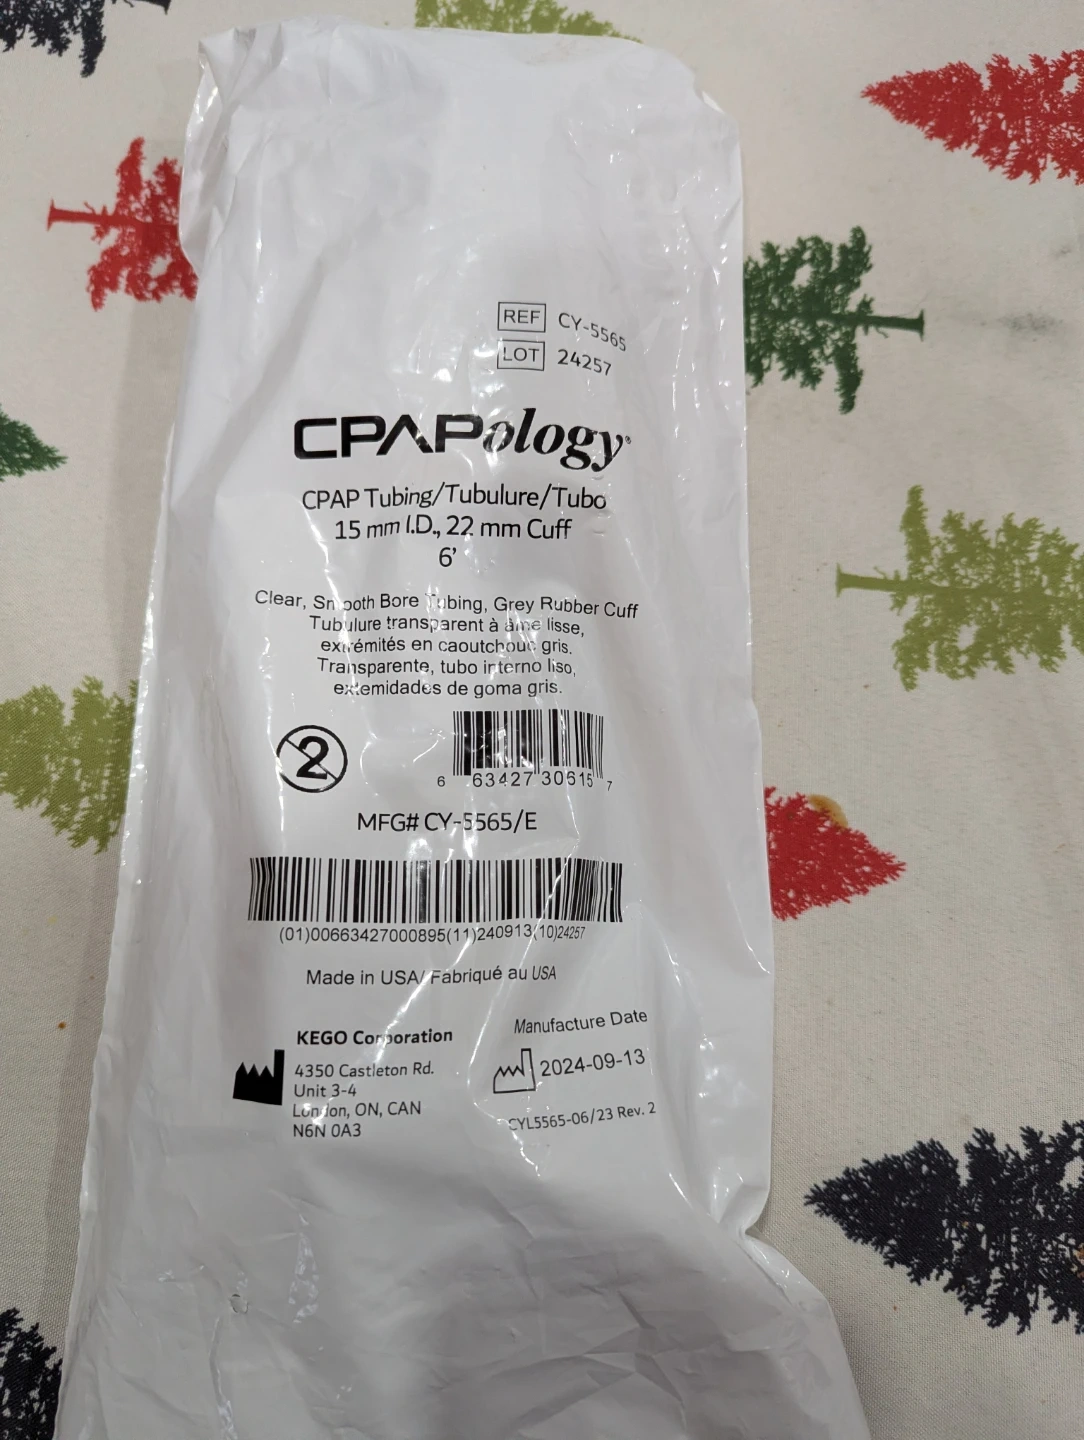 REF CY-5565
LOT 24257
CPAPology®
CPAP Tubing/Tubulure/Tubo
15 mm I.D., 22 mm Cuff
6'
Clear, Smooth Bore Tubing, Grey Rubber Cuff
Tubulure transparent à âme lisse,
extrémités en caoutchouc gris.
Transparente, tubo interno liso,
extemidades de goma gris.
2
6 63427 30615 7
MFG# CY-5565/E
(01)00663427000895(11)240913(10)24257
Made in USA/ Fabriqué au USA
KEGO Corporation
4350 Castleton Rd.
Unit 3-4
London, ON, CAN
N6N 0A3
Manufacture Date
2024-09-13
CYL5565-06/23 Rev. 2